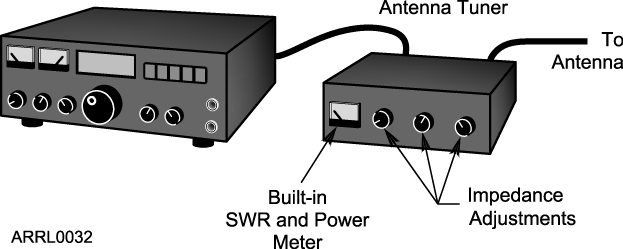 Antenna Tuner
To
Antenna
Built-in
SWR and Power
Meter
Impedance
Adjustments
ARRL0032